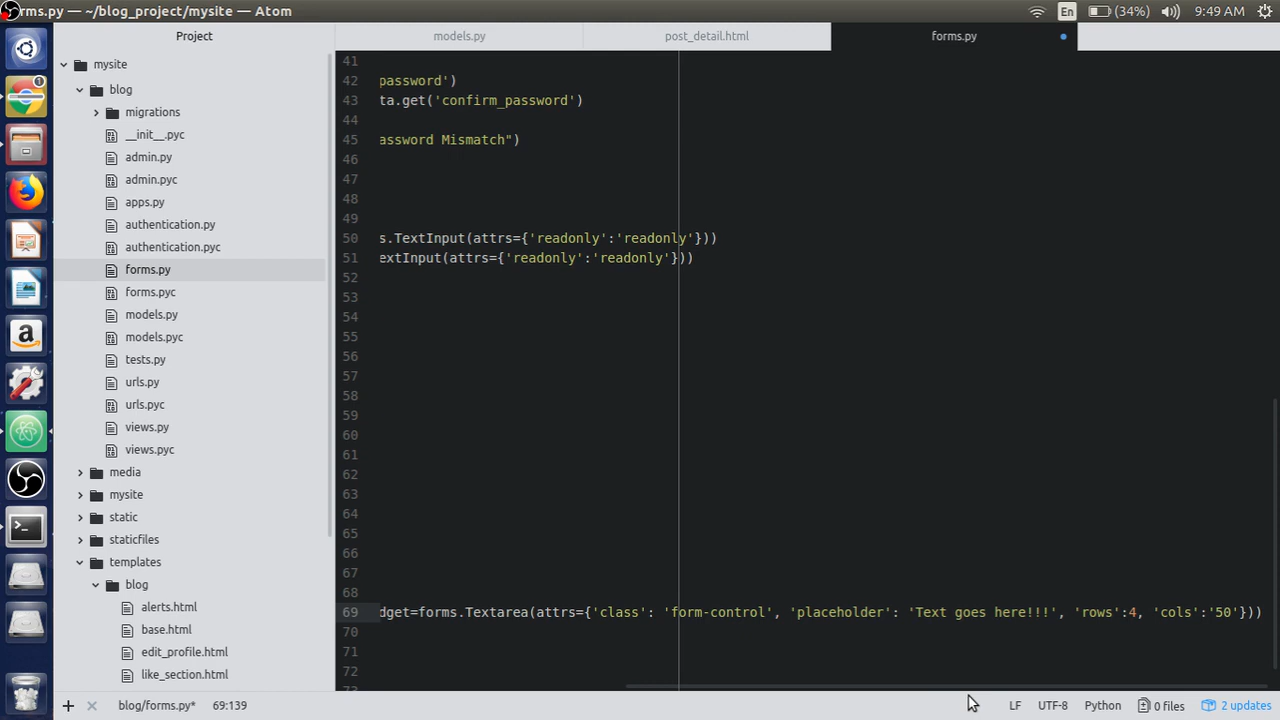 rms.py — ~/blog_project/mysite — Atom
En
(34%)
9:49 AM
Project
models.py
post_detail.html
forms.py
mysite
blog
migrations
__init__.pyc
admin.py
admin.pyc
apps.py
authentication.py
authentication.pyc
forms.py
forms.pyc
models.py
models.pyc
tests.py
urls.py
urls.pyc
views.py
views.pyc
media
mysite
static
staticfiles
templates
blog
alerts.html
base.html
edit_profile.html
like_section.html
41
42 password')
43 ta.get('confirm_password')
44
45 assword Mismatch")
46
47
48
49
50 s.TextInput(attrs={'readonly':'readonly'}))
51 extInput(attrs={'readonly':'readonly'}))
52
53
54
55
56
57
58
59
60
61
62
63
64
65
66
67
68
69 dget=forms.Textarea(attrs={'class': 'form-control', 'placeholder': 'Text goes here!!!', 'rows':4, 'cols':'50'}))
70
71
72
73
blog/forms.py*
69:139
LF
UTF-8
Python
0 files
2 updates